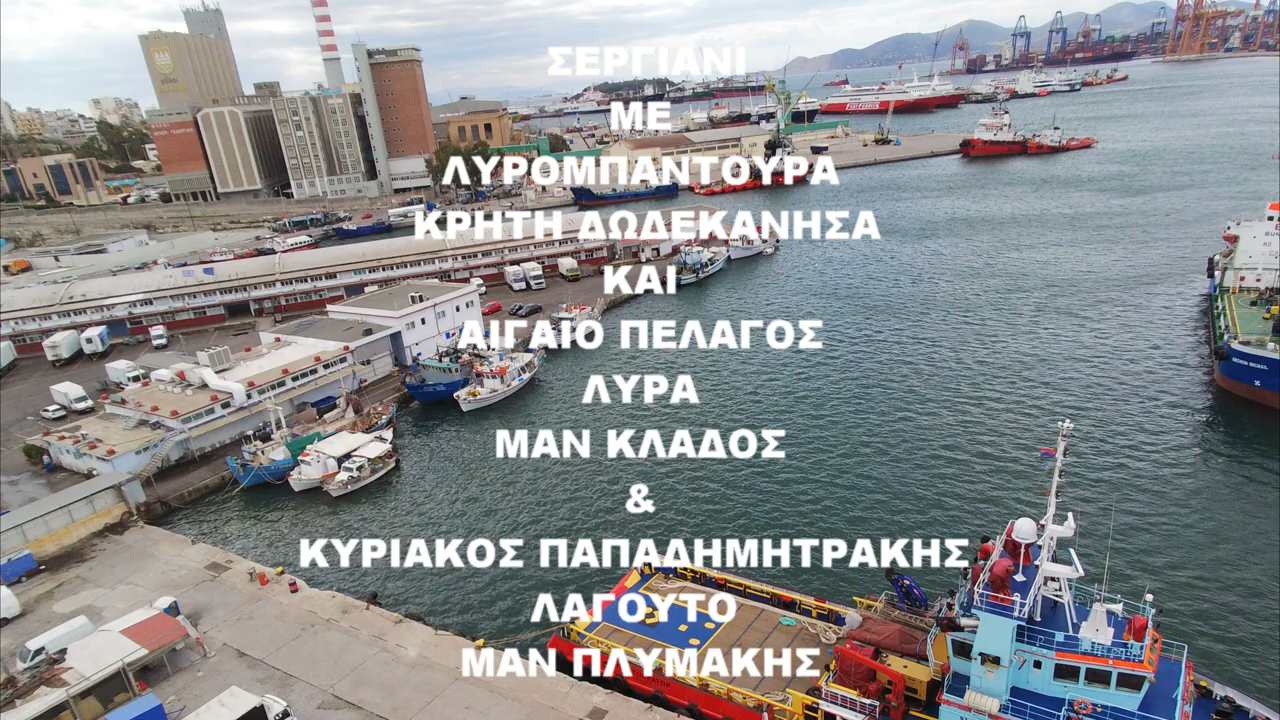 ΣΕΡΓΙΑΝΙ
ΜΕ
ΛΥΡΟΜΠΑΝΤΟΥΡΑ
ΚΡΗΤΗ ΔΩΔΕΚΑΝΗΣΑ
ΚΑΙ
ΑΙΓΑΙΟ ΠΕΛΑΓΟΣ
ΛΥΡΑ
ΜΑΝ ΚΛΑΔΟΣ
&
ΚΥΡΙΑΚΟΣ ΠΑΠΑΔΗΜΗΤΡΑΚΗΣ
ΛΑΓΟΥΤΟ
ΜΑΝ ΠΛΥΜΑΚΗΣ